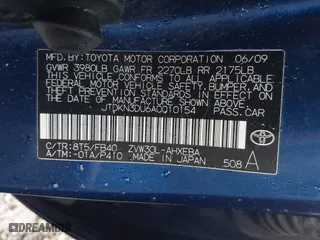 MFD. BY: TOYOTA MOTOR CORPORATION 06/09
GVWR 3980LB GAWR FR 2270LB RR 2175LB
THIS VEHICLE CONFORMS TO ALL APPLICABLE
FEDERAL MOTOR VEHICLE SAFETY, BUMPER,
AND THEFT PREVENTION STANDARDS IN
EFFECT ON THE DATE OF MANUFACTURE
SHOWN ABOVE.
JTDKN3DU6A0010154 PASS.CAR
C/TR: 8T5/FB40 ZVW30L-AHXEBA
A/TM: -01A/P410 MADE IN JAPAN 508 A
TOYOTA